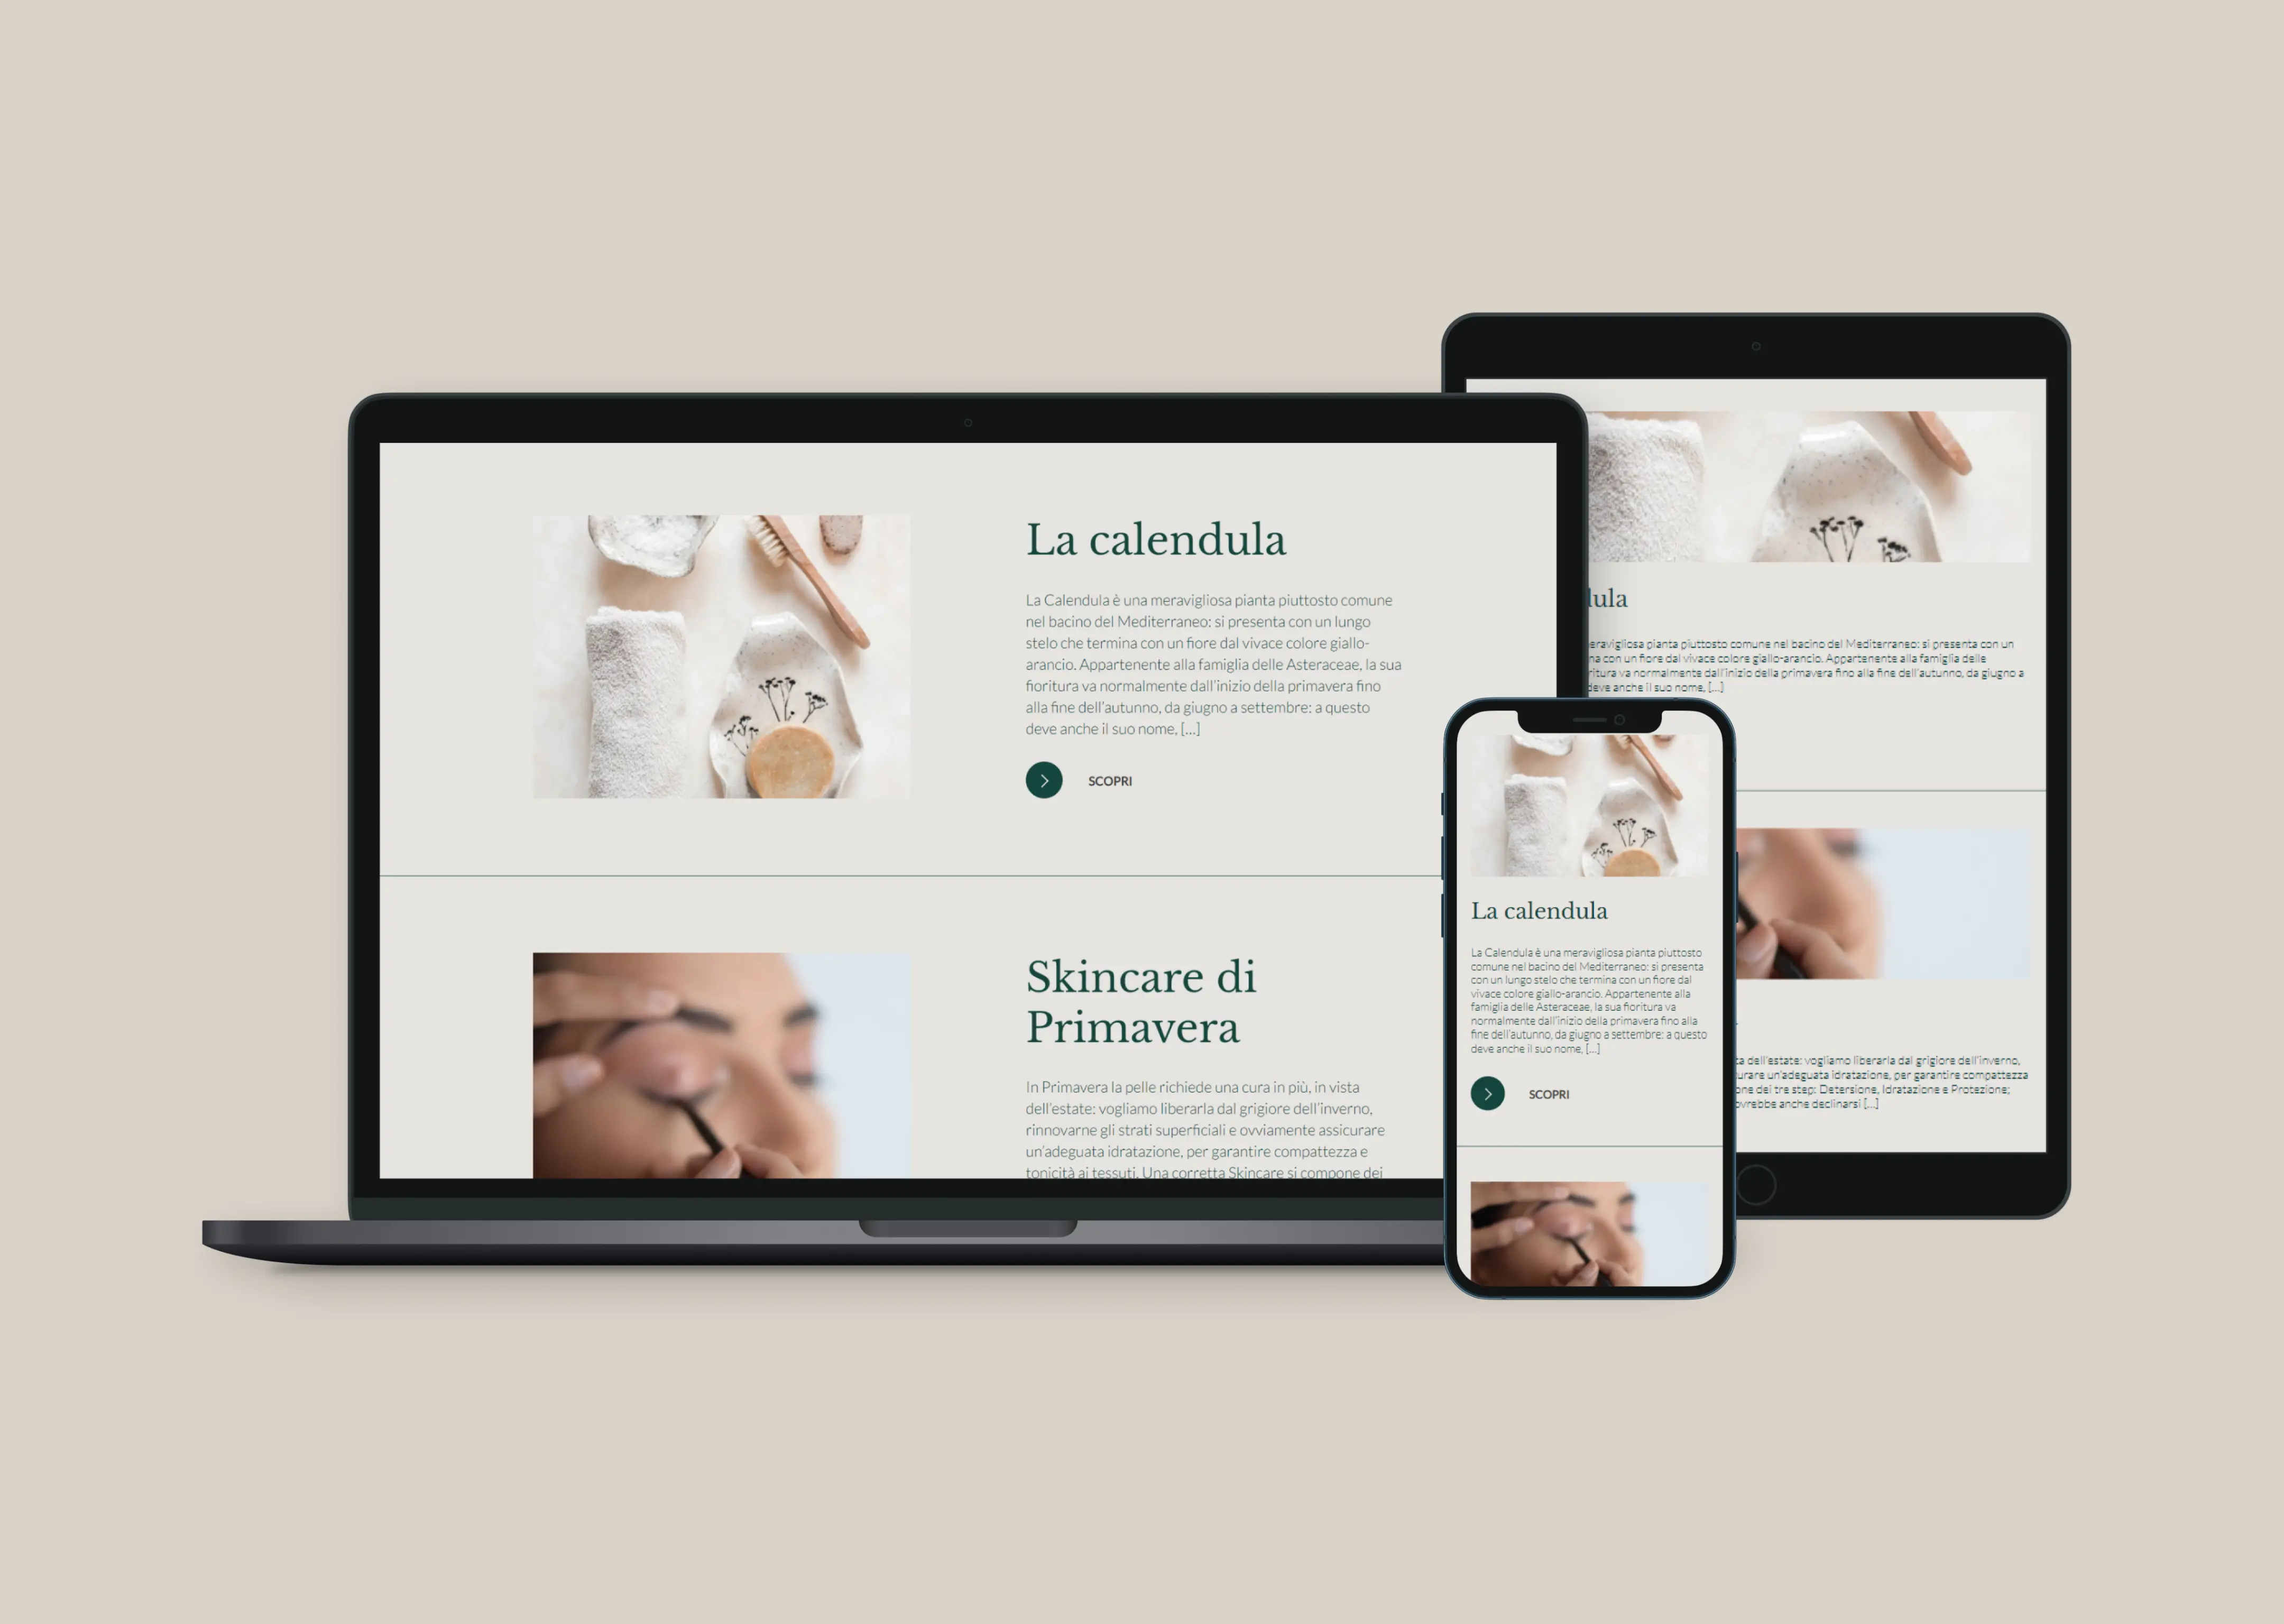 La calendula
La Calendula è una meravigliosa pianta piuttosto comune
nel bacino del Mediterraneo: si presenta con un lungo
stelo che termina con un fiore dal vivace colore giallo-
arancio. Appartenente alla famiglia delle Asteraceae, la sua
fioritura va normalmente dall'inizio della primavera fino
alla fine dell'autunno, da giugno a settembre: a questo
deve anche il suo nome, [...]
SCOPRI
Skincare di
Primavera
In Primavera la pelle richiede una cura in più, in vista
dell'estate: vogliamo liberarla dal grigiore dell'inverno,
rinnovarne gli strati superficiali e ovviamente assicurare
un'adeguata idratazione, per garantire compattezza e
tonicità ai tessuti. Una corretta Skincare si compone dei
La calendula
La Calendula è una meravigliosa pianta piuttosto
comune nel bacino del Mediterraneo: si presenta
con un lungo stelo che termina con un fiore dal
vivace colore giallo-arancio. Appartenente alla
famiglia delle Asteraceae, la sua fioritura va
normalmente dall'inizio della primavera fino alla
fine dell'autunno, da giugno a settembre: a questo
deve anche il suo nome, [...]
SCOPRI
dula
eravigliosa pianta piuttosto comune nel bacino del Mediterraneo: si presenta con un
na con un fiore dal vivace colore giallo-arancio. Appartenente alla famiglia delle
ritura va normalmente dall'inizio della primavera fino alla fine dell'autunno, da giugno a
deve anche il suo nome, [...]
ta dell'estate: vogliamo liberarla dal grigiore dell'inverno,
urare un'adeguata idratazione, per garantire compattezza
one dei tre step: Detersione, Idratazione e Protezione;
ovrebbe anche declinarsi [...]